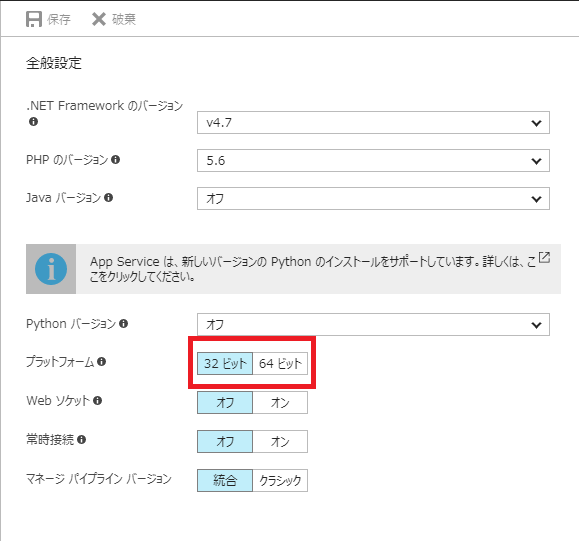 保存 破棄
全般設定
.NET Framework のバージョン
v4.7
PHP のバージョン
5.6
Java バージョン
オフ
App Service は、新しいバージョンの Python のインストールをサポートしています。詳しくは、こ
こをクリックしてください。
Python バージョン
オフ
プラットフォーム
32 ビット 64 ビット
Web ソケット
オフ オン
常時接続
オフ オン
マネージ パイプライン バージョン
統合 クラシック